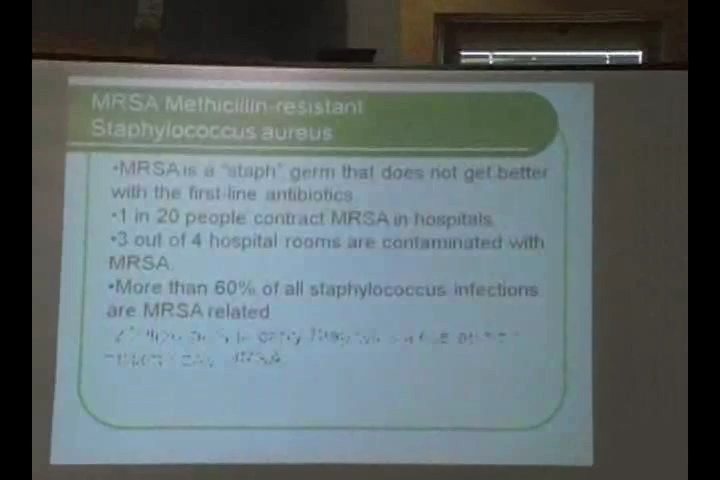 MRSA Methicillin-resistant
Staphylococcus aureus
•MRSA is a "staph" germ that does not get better
with the first-line antibiotics
•1 in 20 people contract MRSA in hospitals.
•3 out of 4 hospital rooms are contaminated with
MRSA.
•More than 60% of all staphylococcus infections
are MRSA related
carry
MRSA.